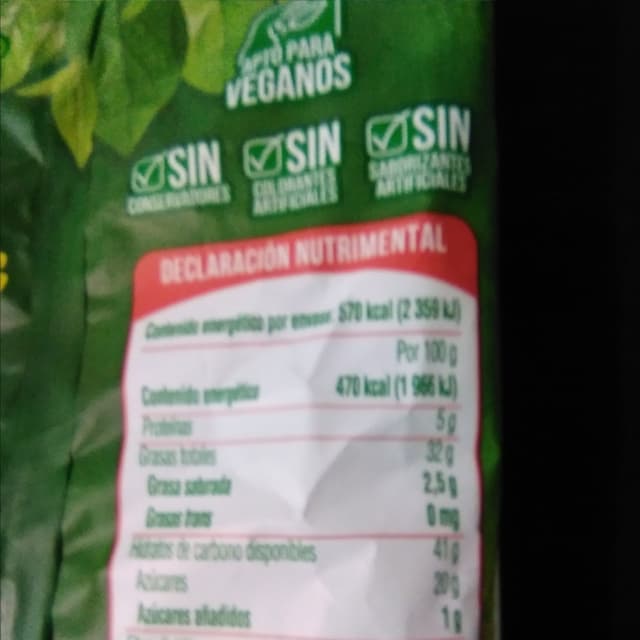 APTO PARA
VEGANOS
SIN
CONSERVADORES
SIN
COLORANTES
ARTIFICIALES
SIN
SABORIZANTES
ARTIFICIALES
DECLARACIÓN NUTRIMENTAL
Contenido energético por envase 570 kcal (2 359 kJ)
Por 100 g
Contenido energético 470 kcal (1 966 kJ)
Proteínas 5 g
Grasas totales 32 g
Grasa saturada 2,5 g
Grasas trans 0 mg
Hidratos de carbono disponibles 41 g
Azúcares 20 g
Azúcares añadidos 1 g